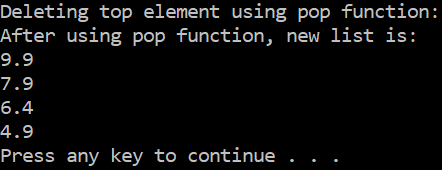 Deleting top element using pop function:
After using pop function, new list is:
9.9
7.9
6.4
4.9
Press any key to continue . . .